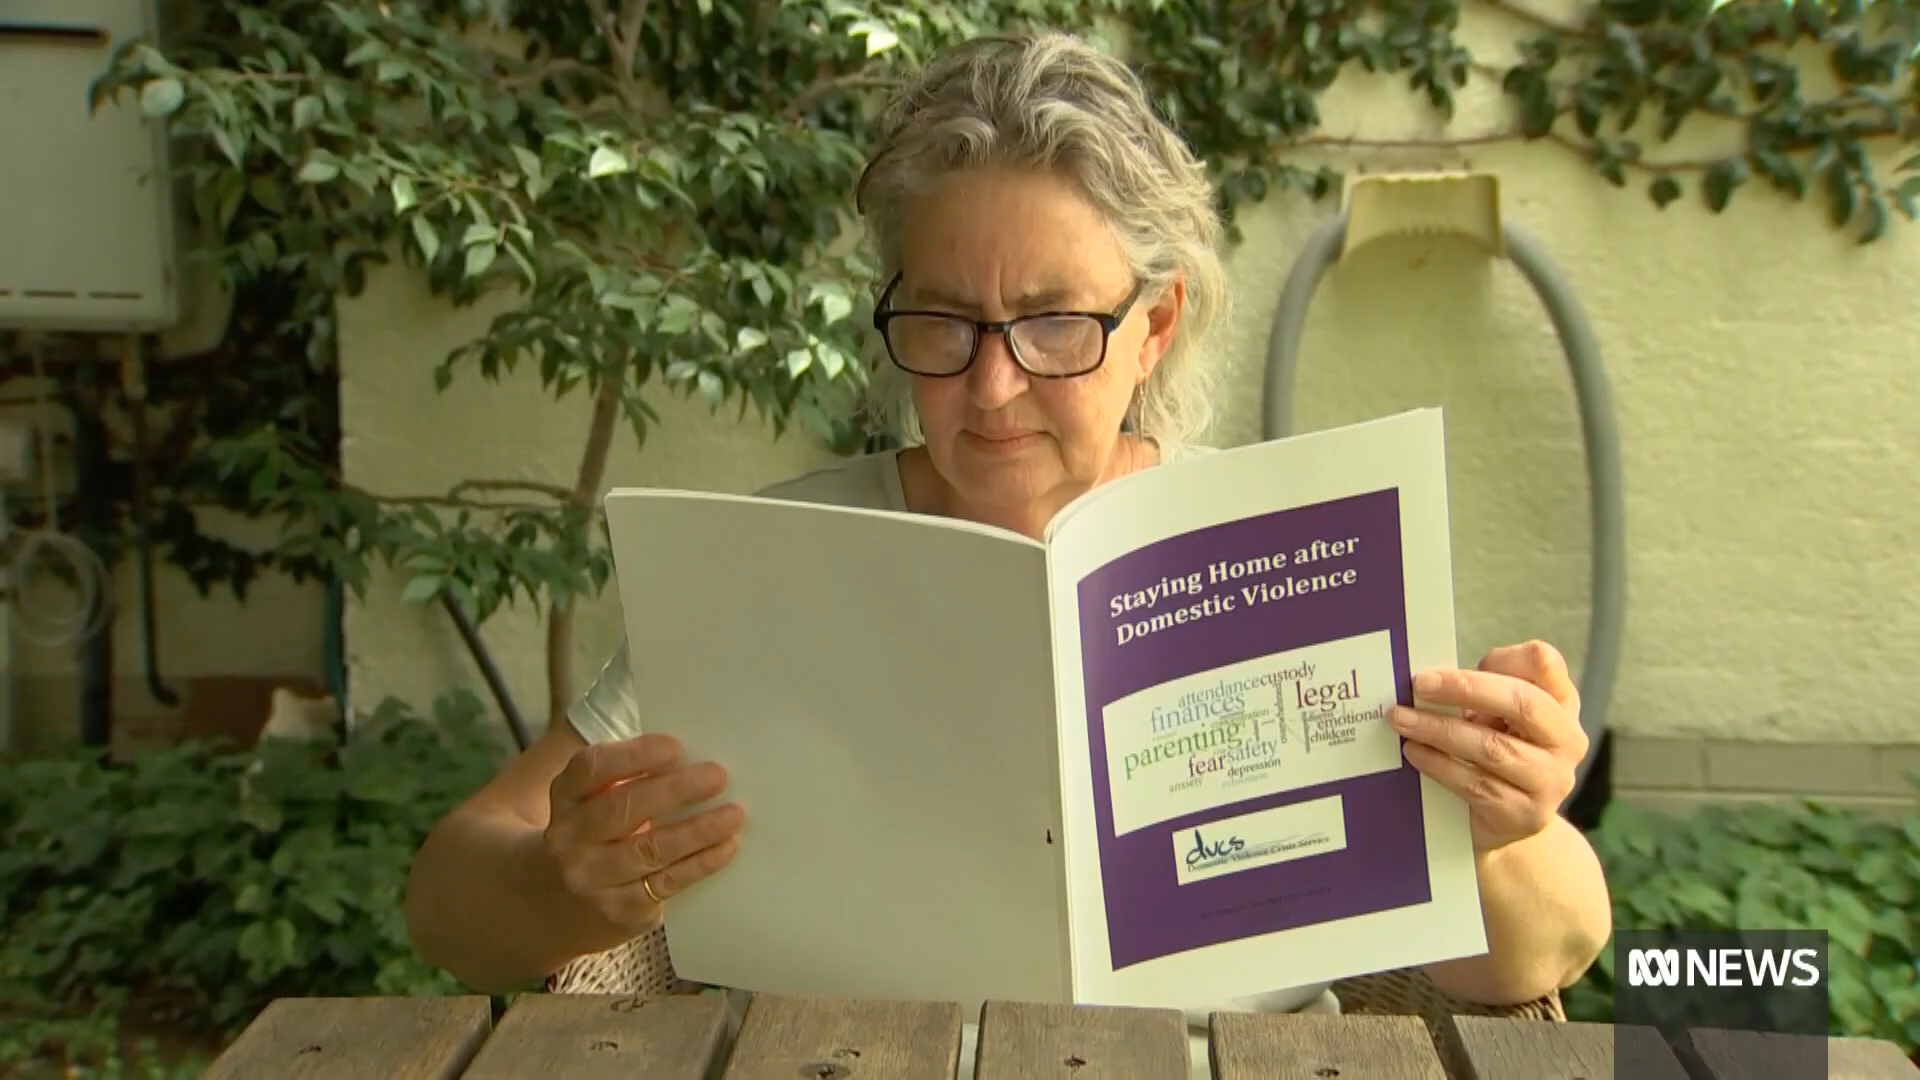 Staying Home after
Domestic Violence
attendance custody
finances
legal
emotional
parenting
childcare
fear safety
depression
anxiety
dvcs
Domestic Violence Crisis Service
NEWS